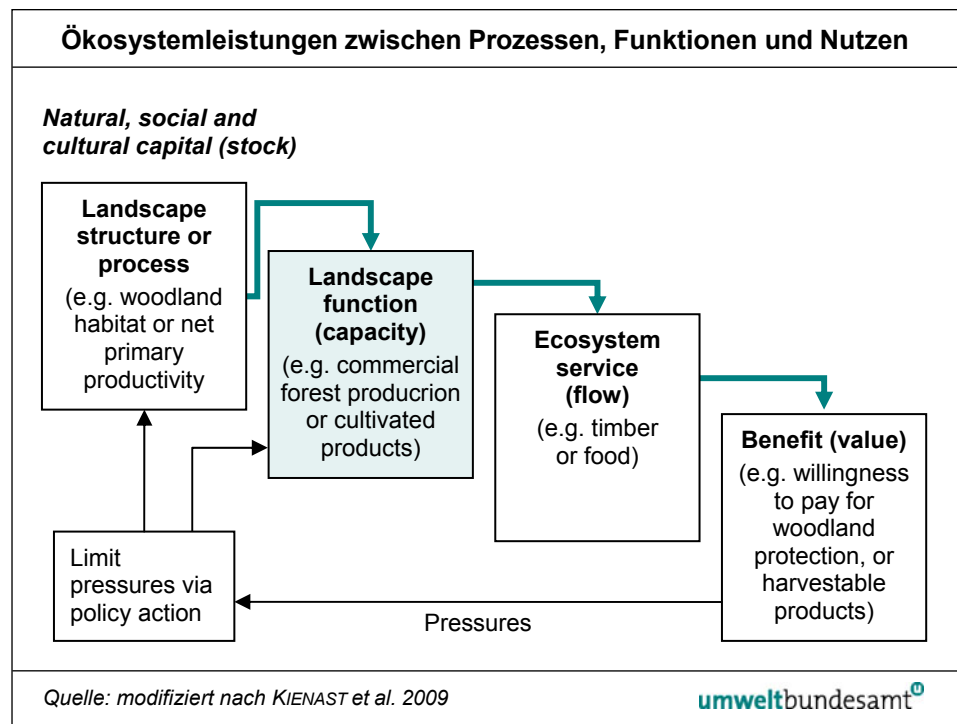 Ökosystemleistungen zwischen Prozessen, Funktionen und Nutzen
Natural, social and
cultural capital (stock)
Landscape
structure or
process
(e.g. woodland
habitat or net
primary
productivity
Landscape
function
(capacity)
(e.g. commercial
forest producrion
or cultivated
products)
Ecosystem
service
(flow)
(e.g. timber
or food)
Benefit (value)
(e.g. willingness
to pay for
woodland
protection, or
harvestable
products)
Limit
pressures via
policy action
Pressures
Quelle: modifiziert nach KIENAST et al. 2009
umweltbundesamt